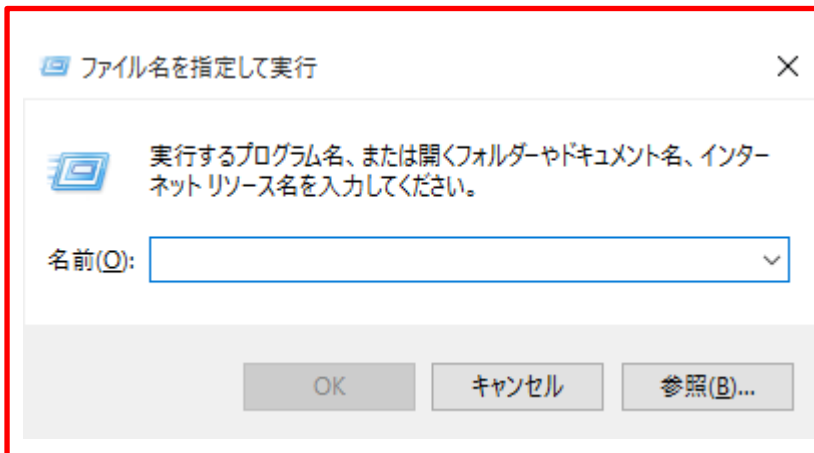 ファイル名を指定して実行
実行するプログラム名、または開くフォルダーやドキュメント名、インター
ネット リソース名を入力してください。
名前(O):
OK キャンセル 参照(B)...